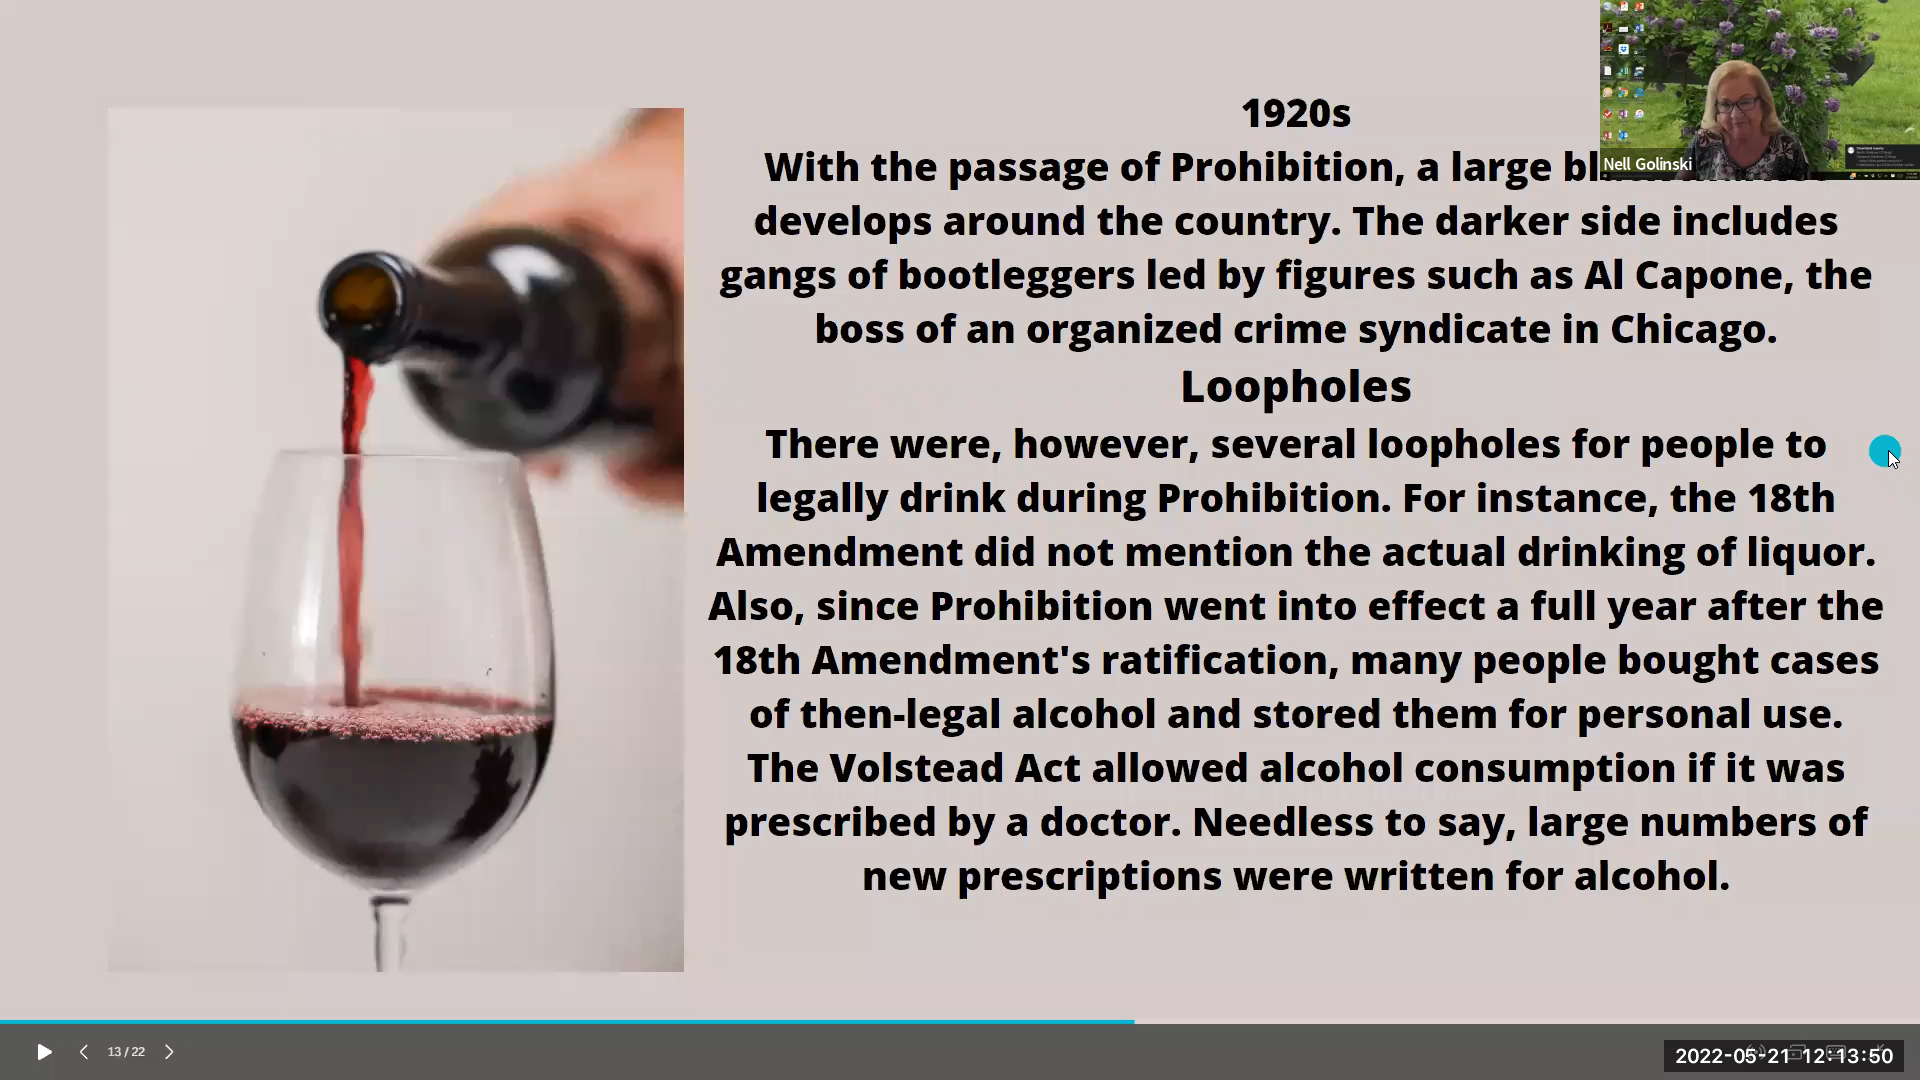 1920s
With the passage of Prohibition, a large
develops around the country. The darker side includes
gangs of bootleggers led by figures such as Al Capone, the
boss of an organized crime syndicate in Chicago.
Loopholes
There were, however, several loopholes for people to
legally drink during Prohibition. For instance, the 18th
Amendment did not mention the actual drinking of liquor.
Also, since Prohibition went into effect a full year after the
18th Amendment's ratification, many people bought cases
of then-legal alcohol and stored them for personal use.
The Volstead Act allowed alcohol consumption if it was
prescribed by a doctor. Needless to say, large numbers of
new prescriptions were written for alcohol.
Nell Golinski
13 / 22
2022-05-21 12:13:50